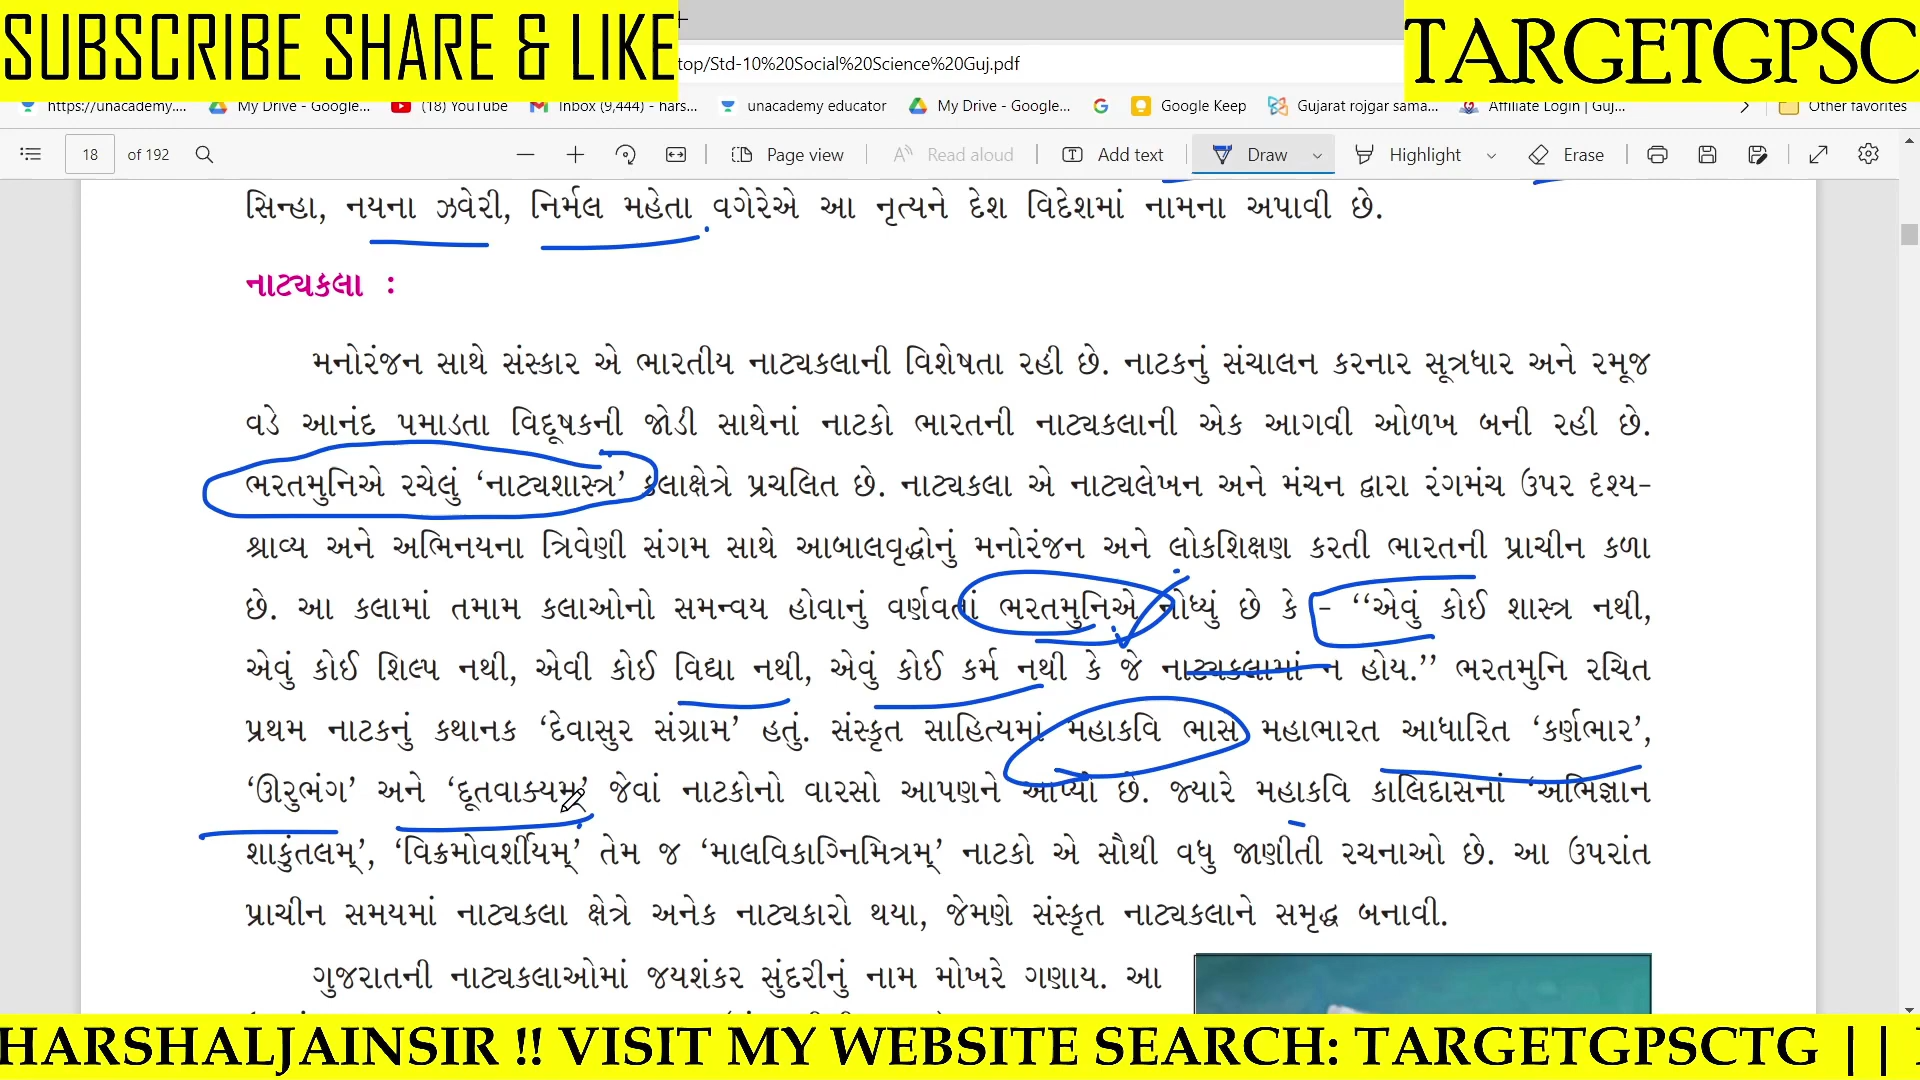 SUBSCRIBE SHARE & LIKE
TARGETGPSC
top/Std-10%20Social%20Science%20Guj.pdf
https://unacademy.... My Drive - Google... (18) YouTube Inbox (9,444) - hars... unacademy educator My Drive - Google... Google Keep Gujarat rojgar sama... Affiliate Login | Guj... Other favorites
18 of 192 Page view Read aloud Add text Draw Highlight Erase
સિન્હા, નયના ઝવેરી, નિર્મલ મહેતા વગેરેએ આ નૃત્યને દેશ વિદેશમાં નામના અપાવી છે.
નાટ્યકલા :
મનોરંજન સાથે સંસ્કાર એ ભારતીય નાટ્યકલાની વિશેષતા રહી છે. નાટકનું સંચાલન કરનાર સૂત્રધાર અને રમૂજ
વડે આનંદ પમાડતા વિદૂષકની જોડી સાથેનાં નાટકો ભારતની નાટ્યકલાની એક આગવી ઓળખ બની રહી છે.
ભરતમુનિએ રચેલું ‘નાટ્યશાસ્ત્ર’ કલાક્ષેત્રે પ્રચલિત છે. નાટ્યકલા એ નાટ્યલેખન અને મંચન દ્વારા રંગમંચ ઉપર દૃશ્ય-
શ્રાવ્ય અને અભિનયના ત્રિવેણી સંગમ સાથે આબાલવૃદ્ધોનું મનોરંજન અને લોકશિક્ષણ કરતી ભારતની પ્રાચીન કળા
છે. આ કલામાં તમામ કલાઓનો સમન્વય હોવાનું વર્ણવતાં ભરતમુનિએ નોધ્યું છે કે - ‘‘એવું કોઈ શાસ્ત્ર નથી,
એવું કોઈ શિલ્પ નથી, એવી કોઈ વિદ્યા નથી, એવું કોઈ કર્મ નથી કે જે નાટ્યકલામાં ન હોય.’’ ભરતમુનિ રચિત
પ્રથમ નાટકનું કથાનક ‘દેવાસુર સંગ્રામ’ હતું. સંસ્કૃત સાહિત્યમાં મહાકવિ ભાસે મહાભારત આધારિત ‘કર્ણભાર’,
‘ઊરુભંગ’ અને ‘દૂતવાક્યમ્’ જેવાં નાટકોનો વારસો આપણને આપ્યો છે. જ્યારે મહાકવિ કાલિદાસનાં ‘અભિજ્ઞાન
શાકુંતલમ્’, ‘વિક્રમોવર્શીયમ્’ તેમ જ ‘માલવિકાગ્નિમિત્રમ્’ નાટકો એ સૌથી વધુ જાણીતી રચનાઓ છે. આ ઉપરાંત
પ્રાચીન સમયમાં નાટ્યકલા ક્ષેત્રે અનેક નાટ્યકારો થયા, જેમણે સંસ્કૃત નાટ્યકલાને સમૃદ્ધ બનાવી.
ગુજરાતની નાટ્યકલાઓમાં જયશંકર સુંદરીનું નામ મોખરે ગણાય. આ
HARSHALJAINSIR !! VISIT MY WEBSITE SEARCH: TARGETGPSCTG ||